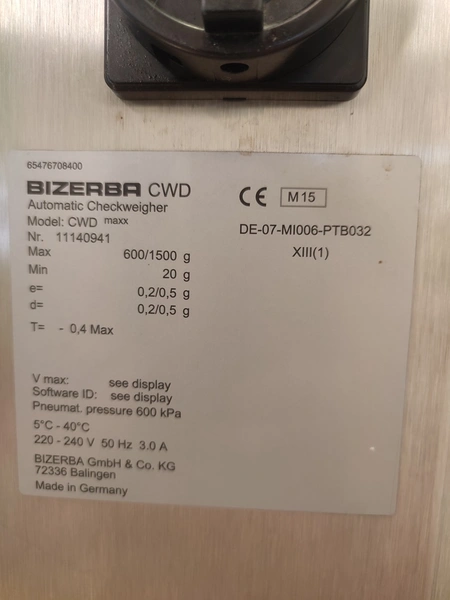 65476708400
BIZERBA CWD
Automatic Checkweigher
Model: CWD maxx
Nr. 11140941
Max 600/1500 g
Min 20 g
e= 0,2/0,5 g
d= 0,2/0,5 g
T= - 0,4 Max
CE M15
DE-07-MI006-PTB032
XIII(1)
V max: see display
Software ID: see display
Pneumat. pressure 600 kPa
5°C - 40°C
220 - 240 V 50 Hz 3.0 A
BIZERBA GmbH & Co. KG
72336 Balingen
Made in Germany